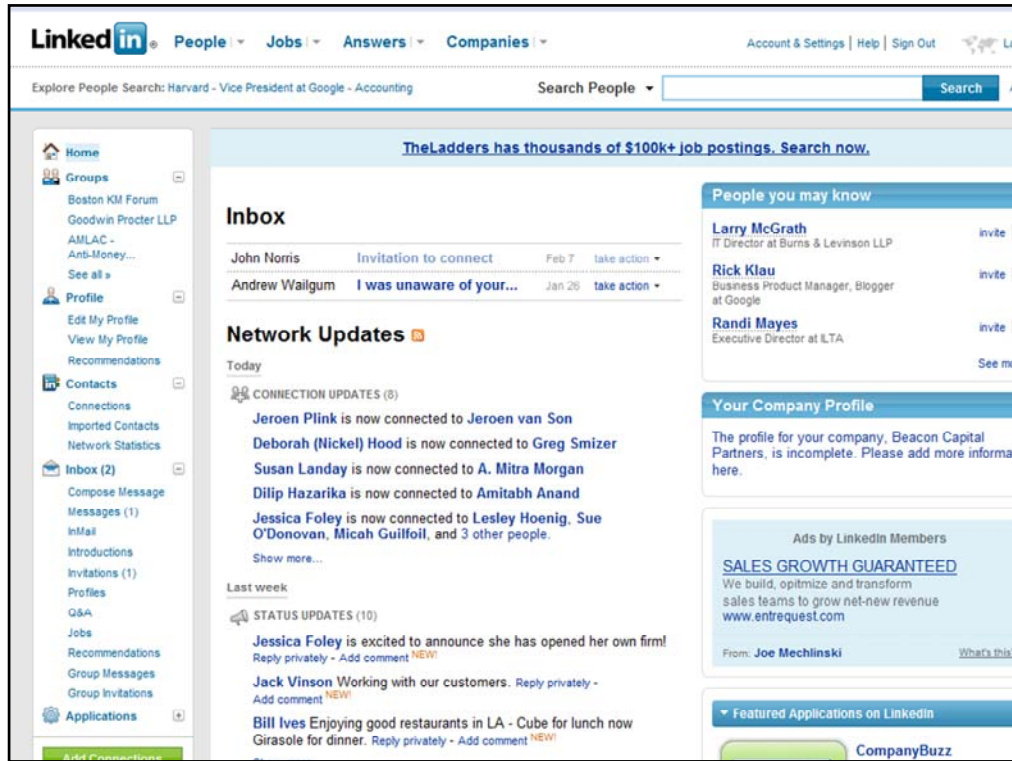 Linked in ® People Jobs Answers Companies Account & Settings | Help | Sign Out
Explore People Search: Harvard - Vice President at Google - Accounting Search People Search
TheLadders has thousands of $100k+ job postings. Search now.
Home
Groups
Boston KM Forum
Goodwin Procter LLP
AMLAC -
Anti-Money...
See all »
Profile
Edit My Profile
View My Profile
Recommendations
Contacts
Connections
Imported Contacts
Network Statistics
Inbox (2)
Compose Message
Messages (1)
InMail
Introductions
Invitations (1)
Profiles
Q&A
Jobs
Recommendations
Group Messages
Group Invitations
Applications
Add Connections
Inbox
John Norris Invitation to connect Feb 7 take action
Andrew Wailgum I was unaware of your... Jan 26 take action
Network Updates
Today
CONNECTION UPDATES (8)
Jeroen Plink is now connected to Jeroen van Son
Deborah (Nickel) Hood is now connected to Greg Smizer
Susan Landay is now connected to A. Mitra Morgan
Dilip Hazarika is now connected to Amitabh Anand
Jessica Foley is now connected to Lesley Hoenig, Sue
O'Donovan, Micah Guilfoil, and 3 other people.
Show more...
Last week
STATUS UPDATES (10)
Jessica Foley is excited to announce she has opened her own firm!
Reply privately - Add comment NEW!
Jack Vinson Working with our customers. Reply privately -
Add comment NEW!
Bill Ives Enjoying good restaurants in LA - Cube for lunch now
Girasole for dinner. Reply privately - Add comment NEW!
People you may know
Larry McGrath invite
IT Director at Burns & Levinson LLP
Rick Klau invite
Business Product Manager, Blogger
at Google
Randi Mayes invite
Executive Director at ILTA
See
Your Company Profile
The profile for your company, Beacon Capital
Partners, is incomplete. Please add more
here.
Ads by LinkedIn Members
SALES GROWTH GUARANTEED
We build, opitmize and transform
sales teams to grow net-new revenue
www.entrequest.com
From: Joe Mechlinski What's this
Featured Applications on LinkedIn
CompanyBuzz